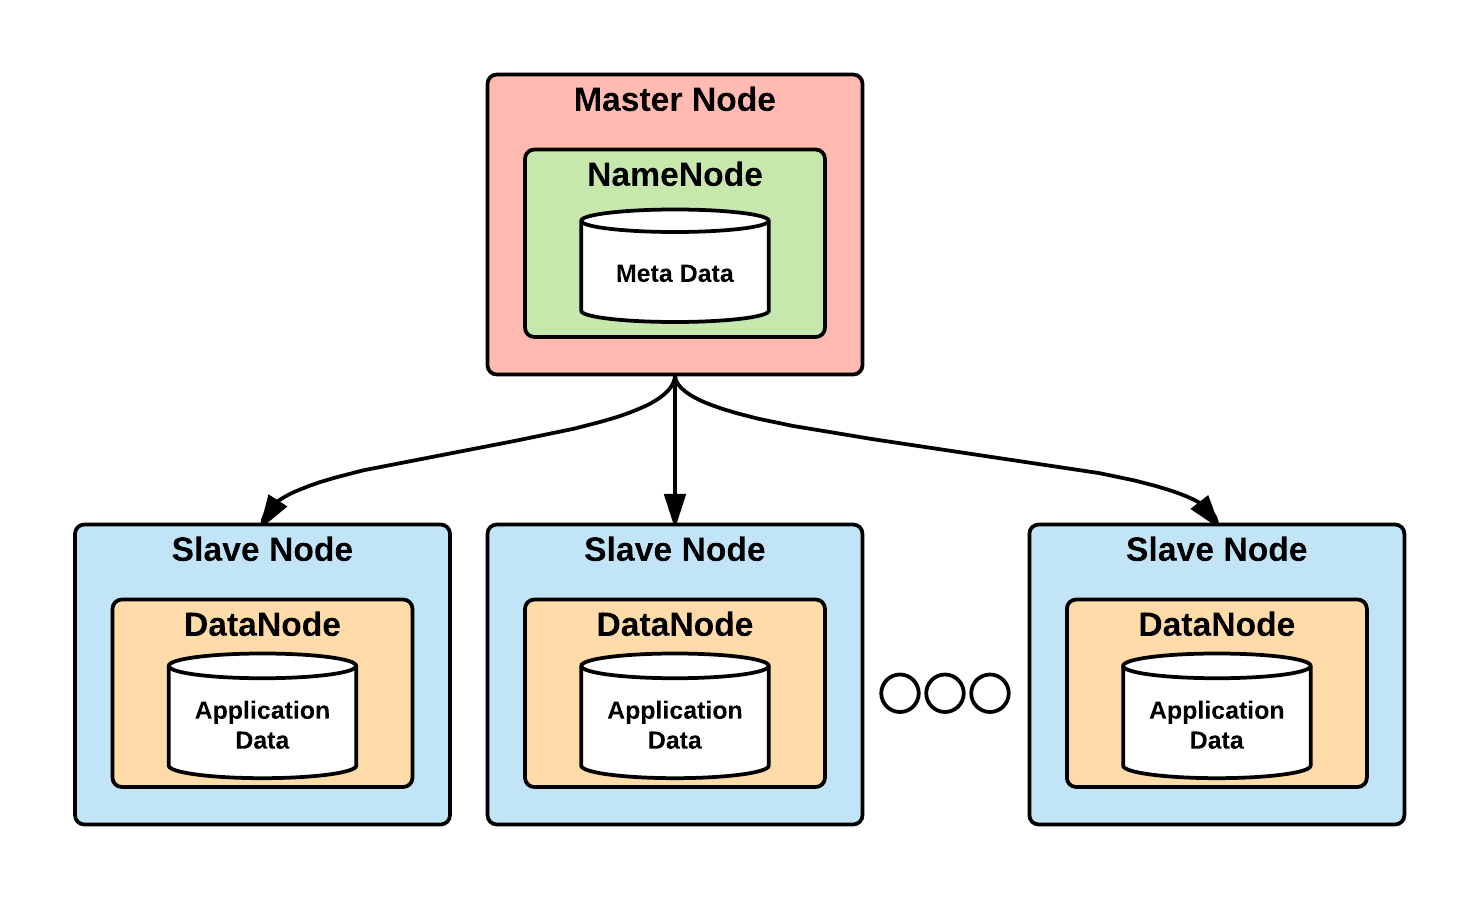 Master Node
NameNode
Meta Data
Slave Node
DataNode
Application
Data
Slave Node
DataNode
Application
Data
Slave Node
DataNode
Application
Data